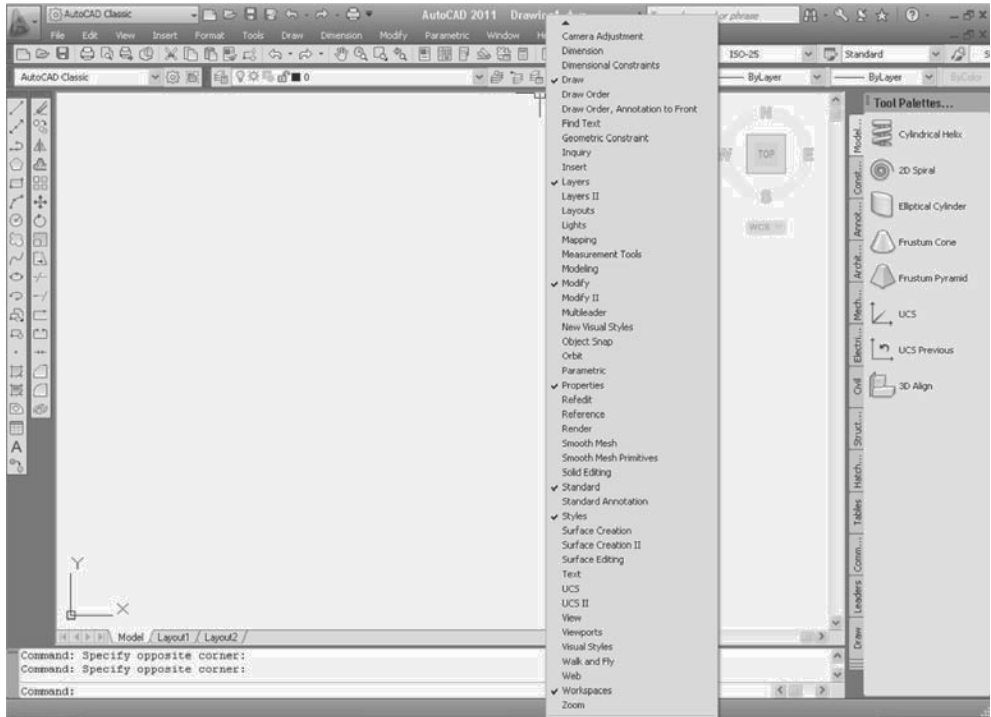 AutoCAD Classic
AutoCAD 2011
or phrase
File Edit View Insert Format Tools Draw Dimension Modify Parametric Window
ISO-25
Standard
AutoCAD Classic
0
ByLayer
ByLayer
ByColor
Camera Adjustment
Dimension
Dimensional Constraints
Draw
Draw Order
Draw Order, Annotation to Front
Find Text
Geometric Constraint
Inquiry
Insert
Layers
Layers II
Layouts
Lights
Mapping
Measurement Tools
Modeling
Modify
Modify II
Multileader
New Visual Styles
Object Snap
Orbit
Parametric
Properties
Refedit
Reference
Render
Smooth Mesh
Smooth Mesh Primitives
Solid Editing
Standard
Standard Annotation
Styles
Surface Creation
Surface Creation II
Surface Editing
Text
UCS
UCS II
View
Viewports
Visual Styles
Walk and Fly
Web
Workspaces
Zoom
N
W
TOP
E
S
WCS
Tool Palettes...
Cylindrical Helix
2D Spiral
Elliptical Cylinder
Frustum Cone
Frustum Pyramid
UCS
UCS Previous
3D Align
Model...
Const...
Annot...
Archit...
Mech...
Electri...
Civil
Struct...
Hatch...
Tables
Comm...
Leaders
Draw
Y
X
Model / Layout1 / Layout2 /
Command: Specify opposite corner:
Command: Specify opposite corner:
Command: